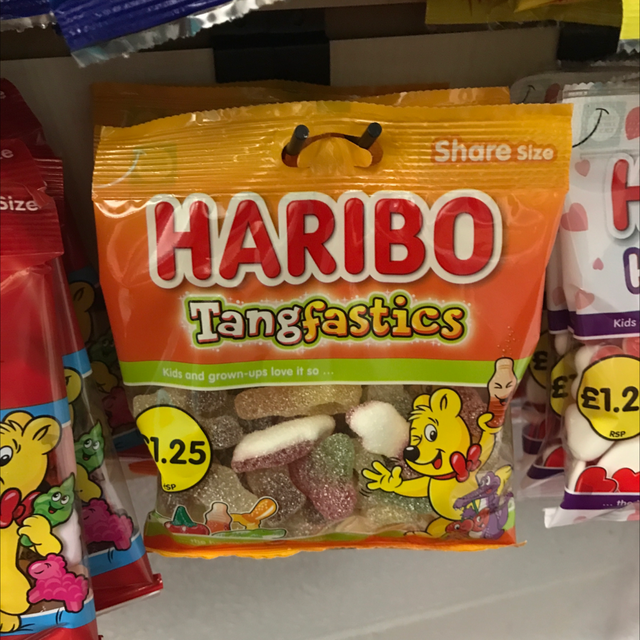 Share Size
HARIBO
Tangfastics
Kids and grown-ups love it so ...
£1.25
RSP
Size
H
Kids
£1.2
RSP